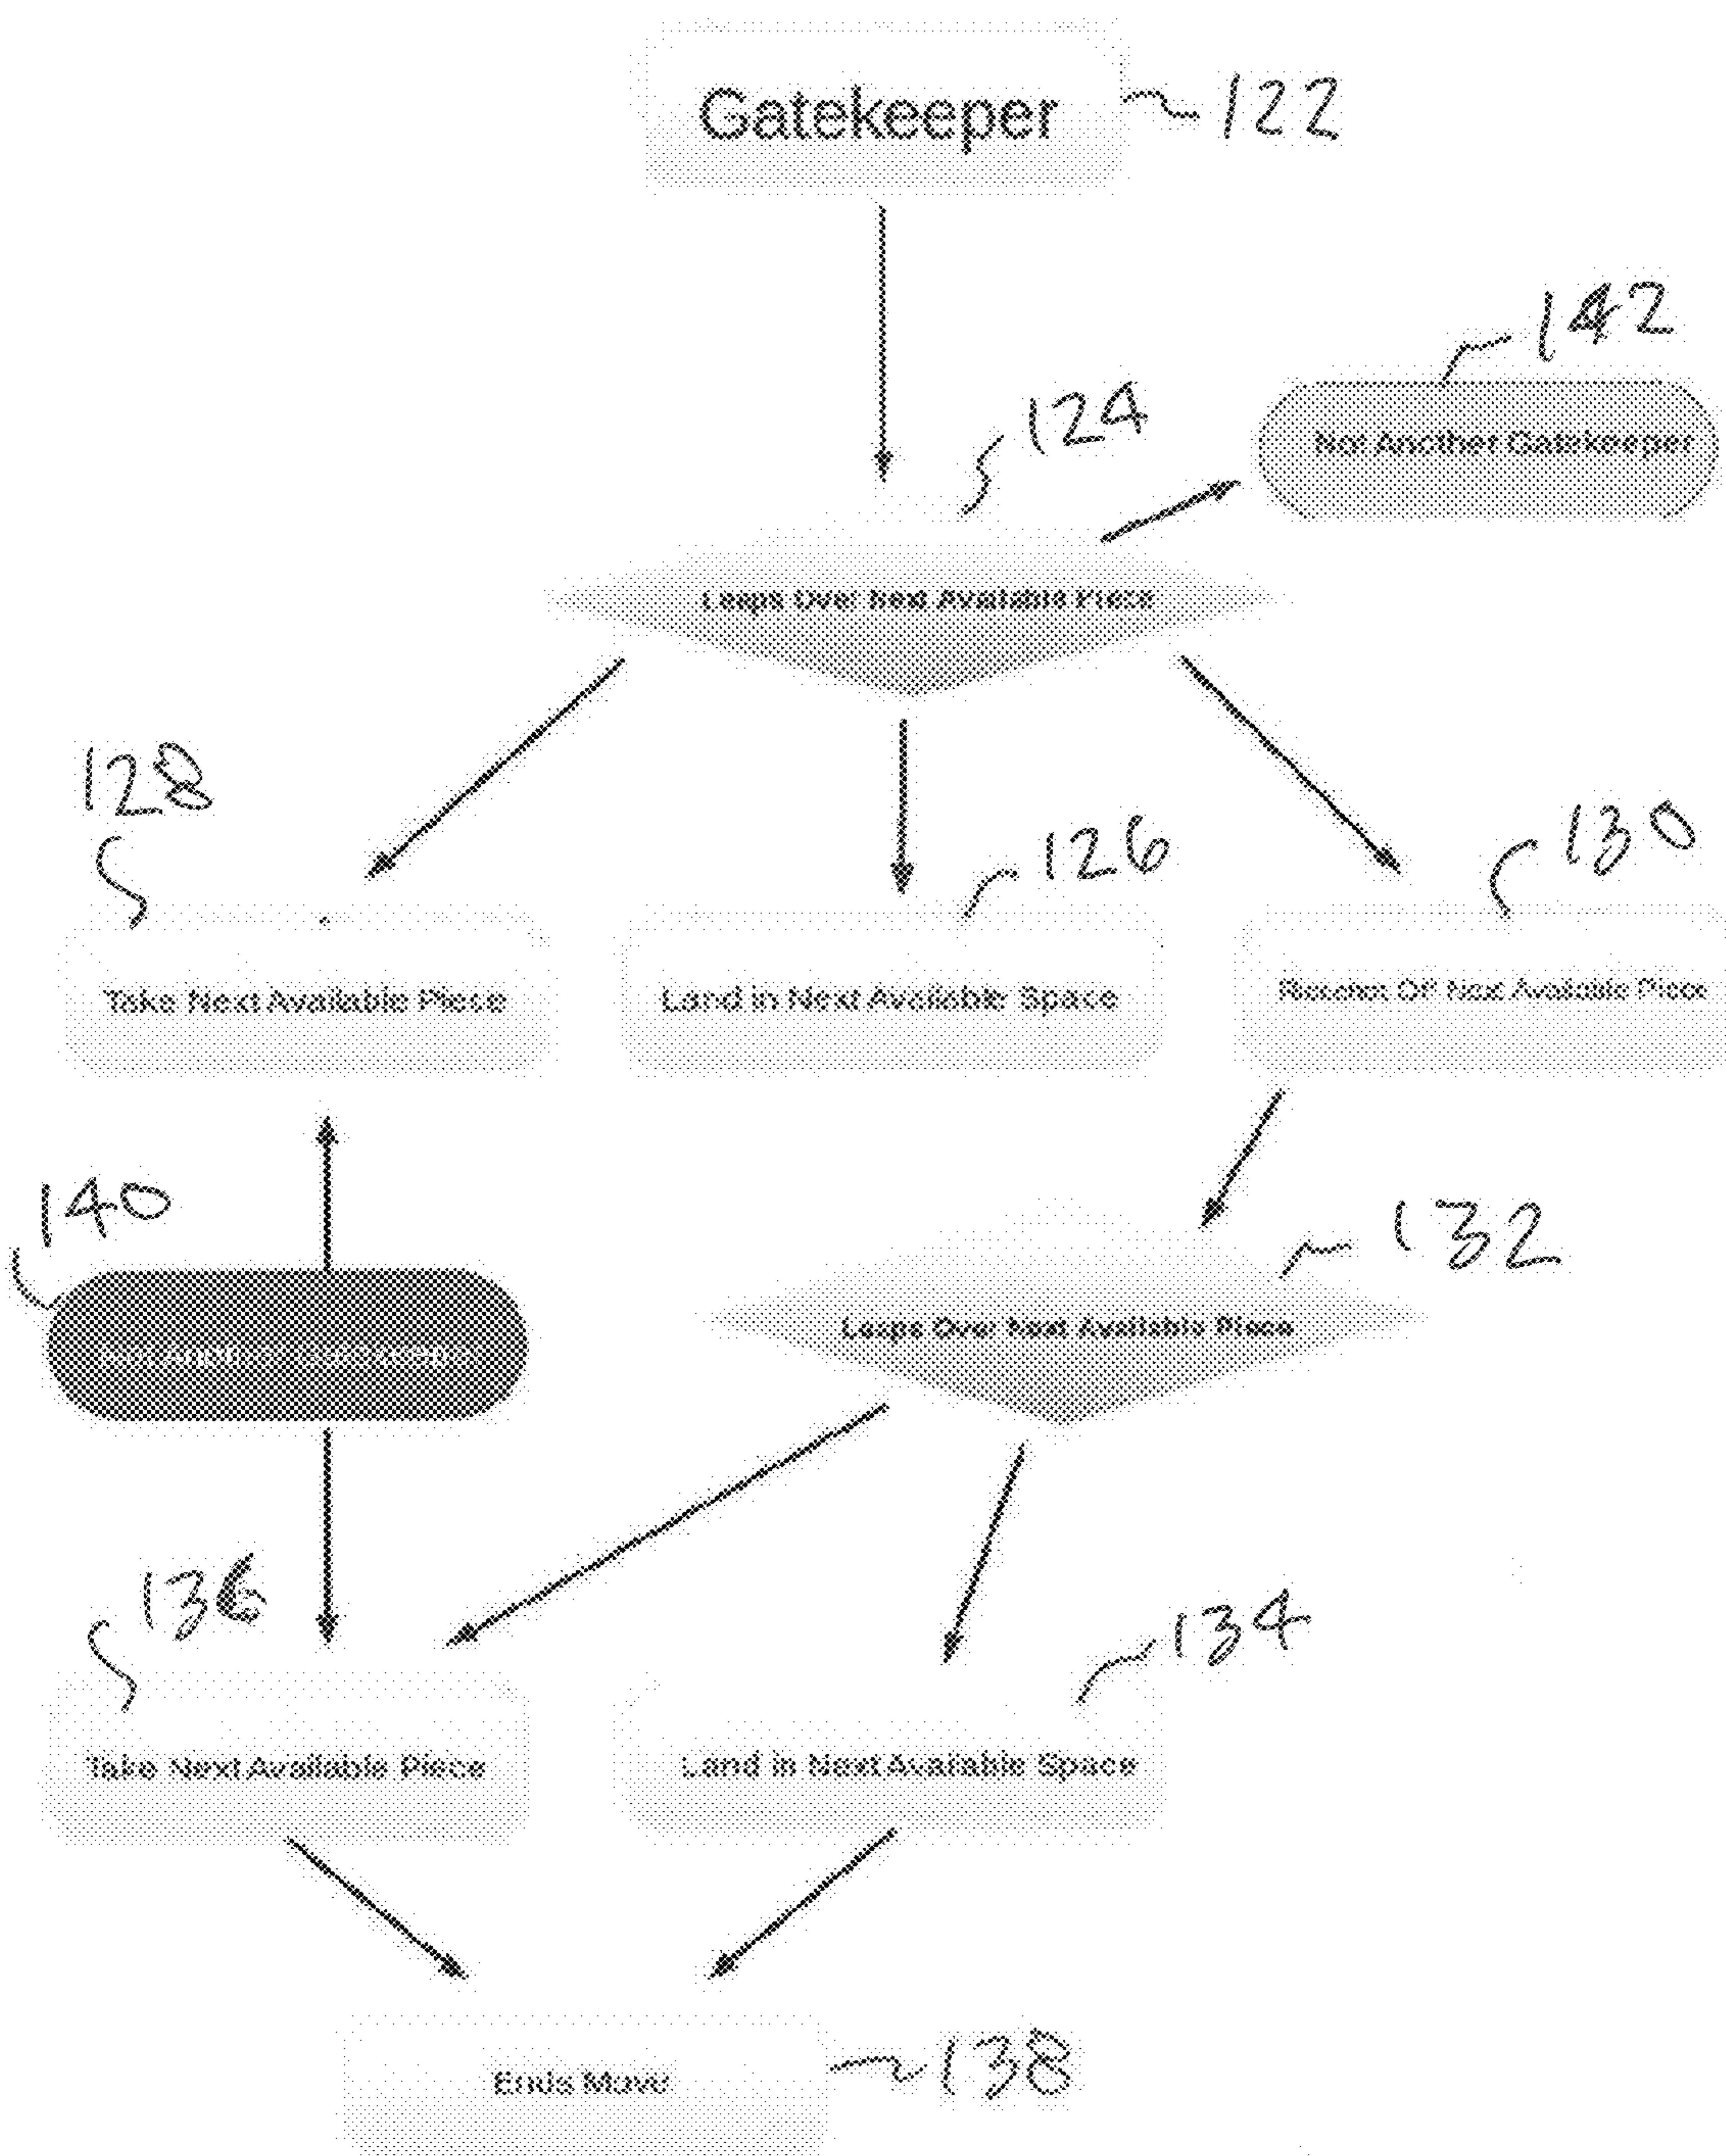 Gatekeeper
122
142
Not Another Gatekeeper
124
Leaps Over Next Available Piece
128
126
130
Take Next Available Piece
Land in Next Available Space
Next Available Piece
140
132
Leaps Over Next Available Piece
136
134
Take Next Available Piece
Land in Next Available Space
Ends Move
138